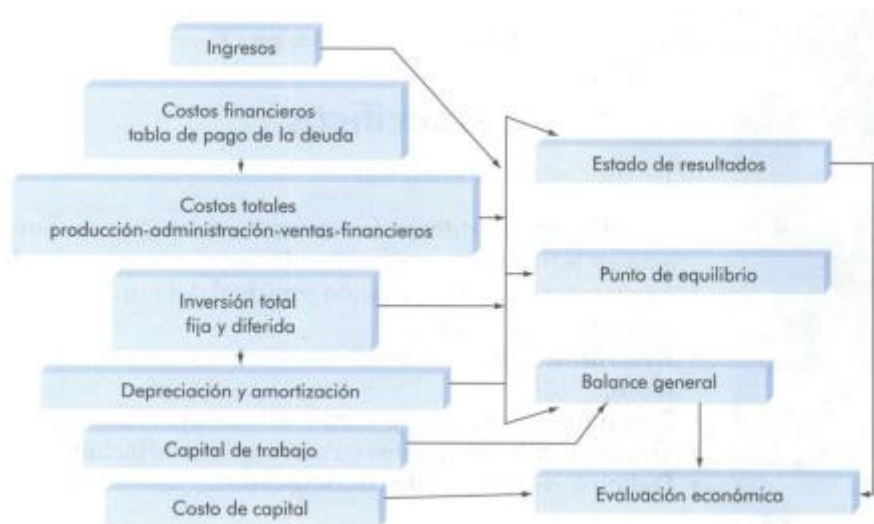 Ingresos
Costos financieros
tabla de pago de la deuda
Costos totales
producción-administración-ventas-financieros
Inversión total
fija y diferida
Depreciación y amortización
Capital de trabajo
Costo de capital
Estado de resultados
Punto de equilibrio
Balance general
Evaluación económica